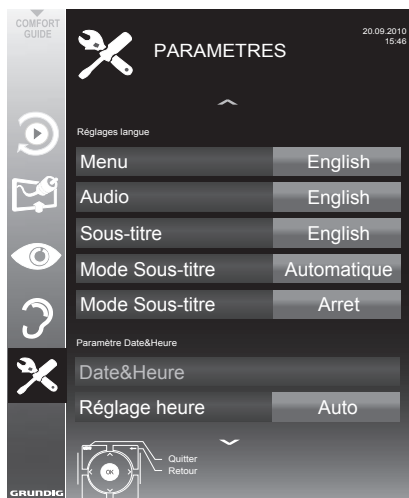 COMFORT
GUIDE
PARAMETRES
20.09.2010
15:46
Réglages langue
Menu English
Audio English
Sous-titre English
Mode Sous-titre Automatique
Mode Sous-titre Arret
Paramètre Date&Heure
Date&Heure
Réglage heure Auto
Quitter
Retour
OK
GRUNDIG